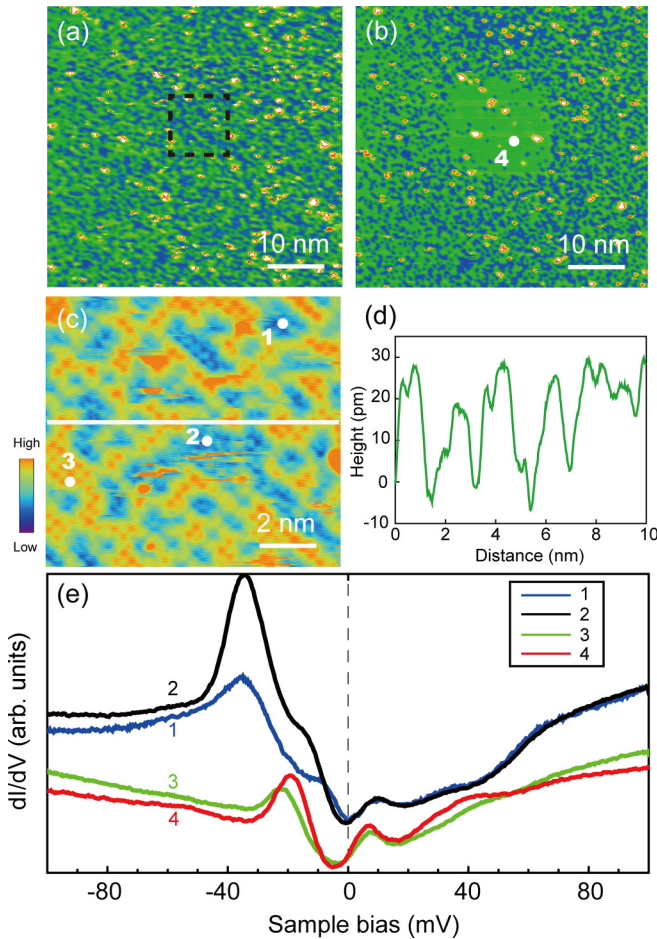 (a)
10 nm
(b)
4
10 nm
(c)
1
2
3
2 nm
High
Low
(d)
Height (pm)
30
20
10
0
-10
0 2 4 6 8 10
Distance (nm)
(e)
dI/dV (arb. units)
2
1
3
4
1
2
3
4
-80 -40 0 40 80
Sample bias (mV)